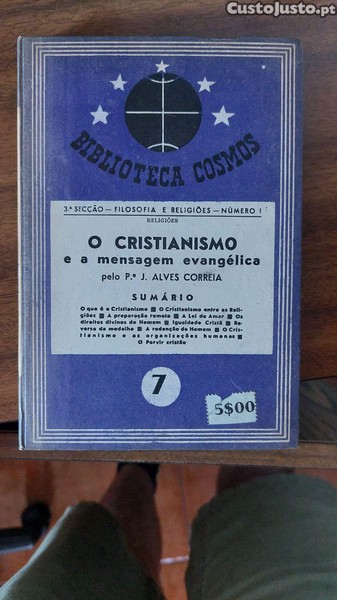 CustoJusto.pt
BIBLIOTECA COSMOS
3.ª SECÇÃO — FILOSOFIA E RELIGIÕES — NÚMERO I
RELIGIÕES
O CRISTIANISMO
e a mensagem evangélica
pelo P.e J. ALVES CORREIA
SUMÁRIO
O que é o Cristianismo ■ O Cristianismo entre as Reli-
giões ■ A preparação remota ■ A Lei do Amor ■ Os
direitos divinos do Homem ■ Igualdade Cristã ■ Re-
verso da medalha ■ A redenção do Homem ■ O Cris-
tianismo e as organizações humanas ■
O Porvir cristão
7
5$00